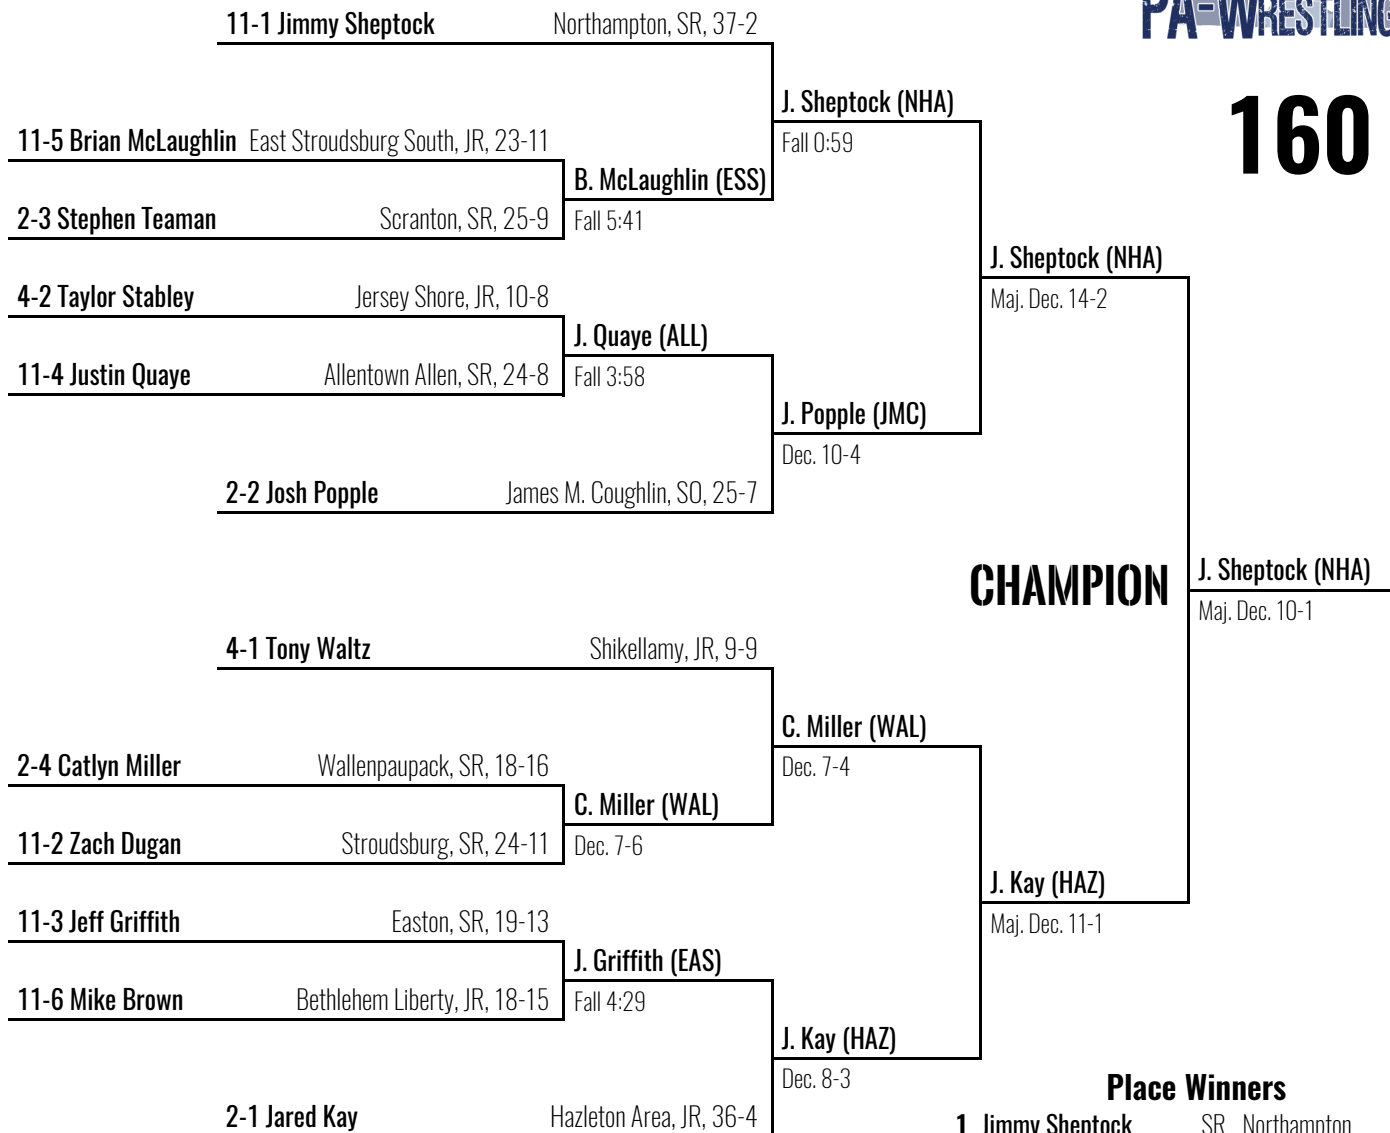 PA-WRESTLING
160
11-1 Jimmy Sheptock Northampton, SR, 37-2
J. Sheptock (NHA)
Fall 0:59
11-5 Brian McLaughlin East Stroudsburg South, JR, 23-11
B. McLaughlin (ESS)
Fall 5:41
2-3 Stephen Teaman Scranton, SR, 25-9
J. Sheptock (NHA)
Maj. Dec. 14-2
4-2 Taylor Stabley Jersey Shore, JR, 10-8
J. Quaye (ALL)
Fall 3:58
11-4 Justin Quaye Allentown Allen, SR, 24-8
J. Popple (JMC)
Dec. 10-4
2-2 Josh Popple James M. Coughlin, SO, 25-7
CHAMPION
J. Sheptock (NHA)
Maj. Dec. 10-1
4-1 Tony Waltz Shikellamy, JR, 9-9
C. Miller (WAL)
Dec. 7-4
2-4 Catlyn Miller Wallenpaupack, SR, 18-16
C. Miller (WAL)
Dec. 7-6
11-2 Zach Dugan Stroudsburg, SR, 24-11
J. Kay (HAZ)
Maj. Dec. 11-1
11-3 Jeff Griffith Easton, SR, 19-13
J. Griffith (EAS)
Fall 4:29
11-6 Mike Brown Bethlehem Liberty, JR, 18-15
J. Kay (HAZ)
Dec. 8-3
2-1 Jared Kay Hazleton Area, JR, 36-4
Place Winners
1 Jimmy Sheptock SR Northampton